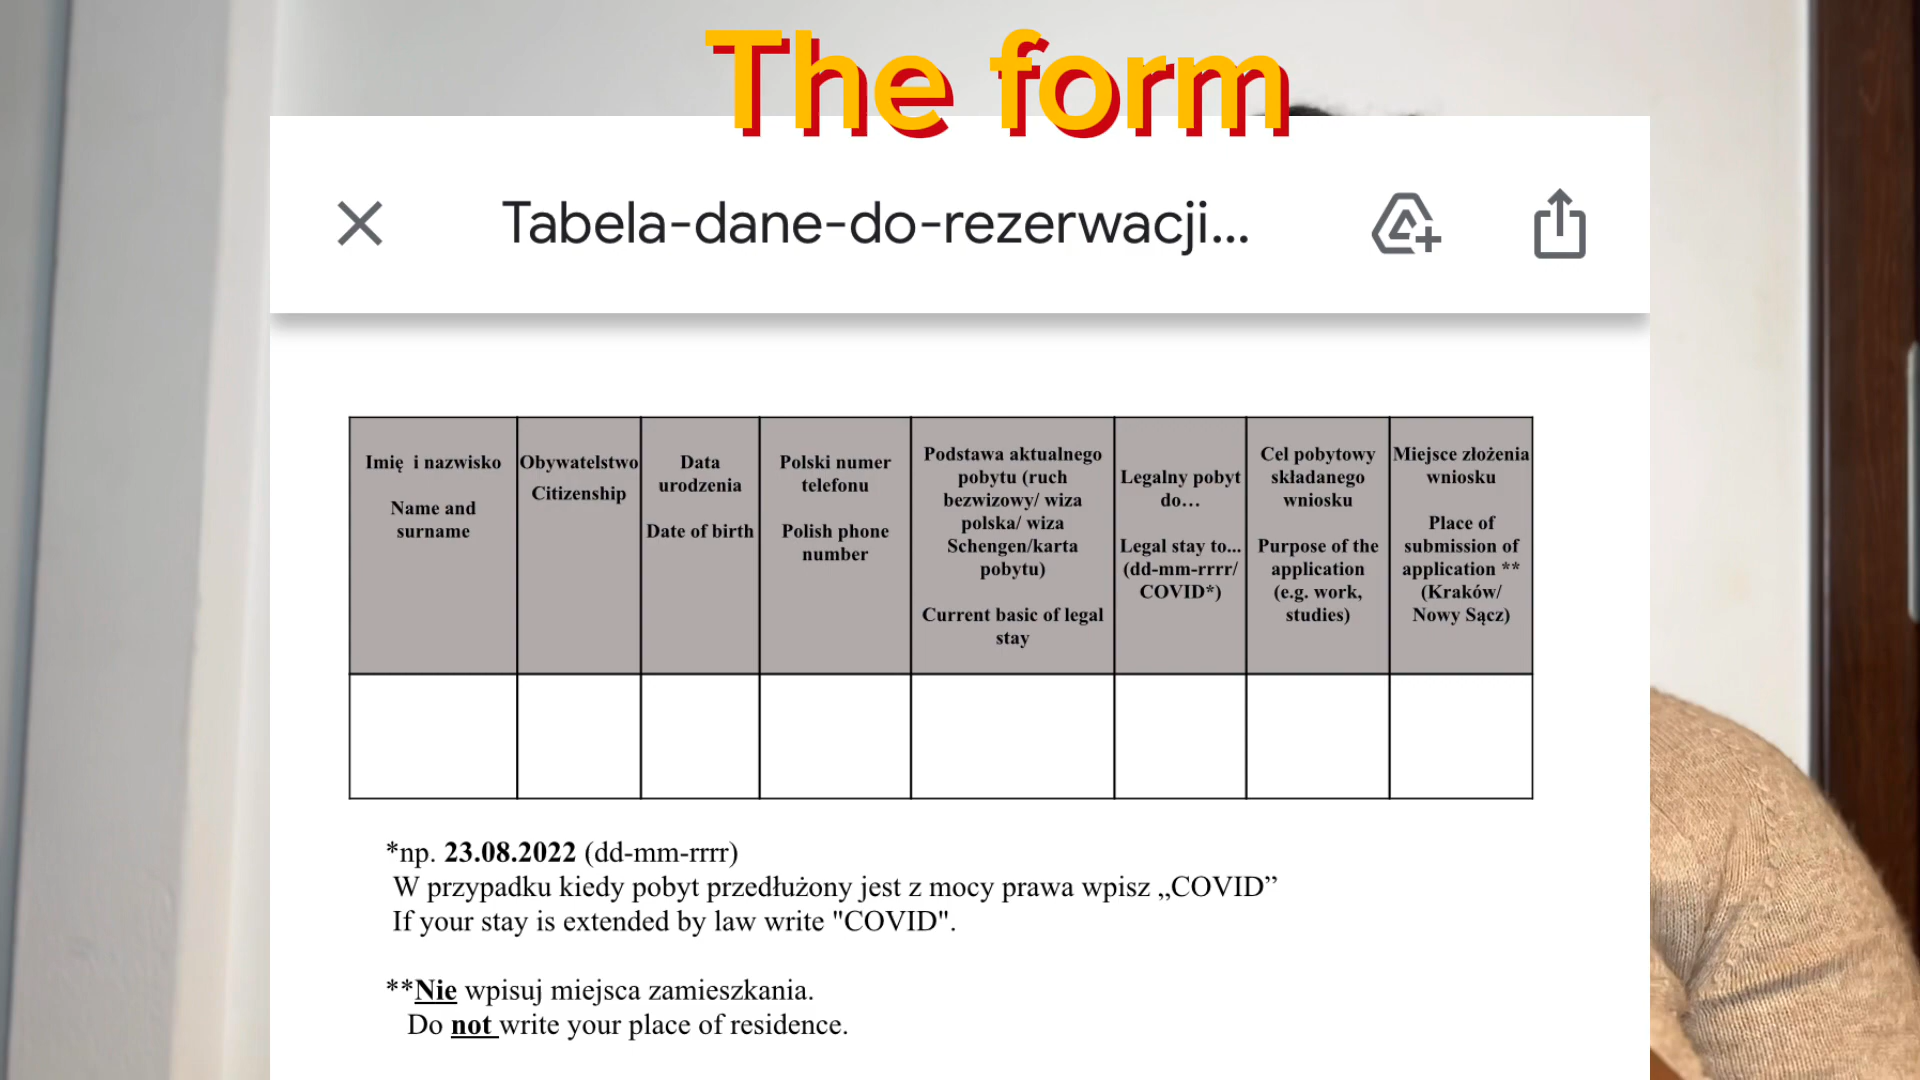 The form
Tabela-dane-do-rezerwacji...
Imię i nazwisko
Name and
surname
Obywatelstwo
Citizenship
Data
urodzenia
Date of birth
Polski numer
telefonu
Polish phone
number
Podstawa aktualnego
pobytu (ruch
bezwizowy/ wiza
polska/ wiza
Schengen/karta
pobytu)
Current basic of legal
stay
Legalny pobyt
do…
Legal stay to...
(dd-mm-rrrr/
COVID*)
Cel pobytowy
składanego
wniosku
Purpose of the
application
(e.g. work,
studies)
Miejsce złożenia
wniosku
Place of
submission of
application **
(Kraków/
Nowy Sącz)
*np. 23.08.2022 (dd-mm-rrrr)
W przypadku kiedy pobyt przedłużony jest z mocy prawa wpisz „COVID”
If your stay is extended by law write "COVID".
**Nie wpisuj miejsca zamieszkania.
Do not write your place of residence.